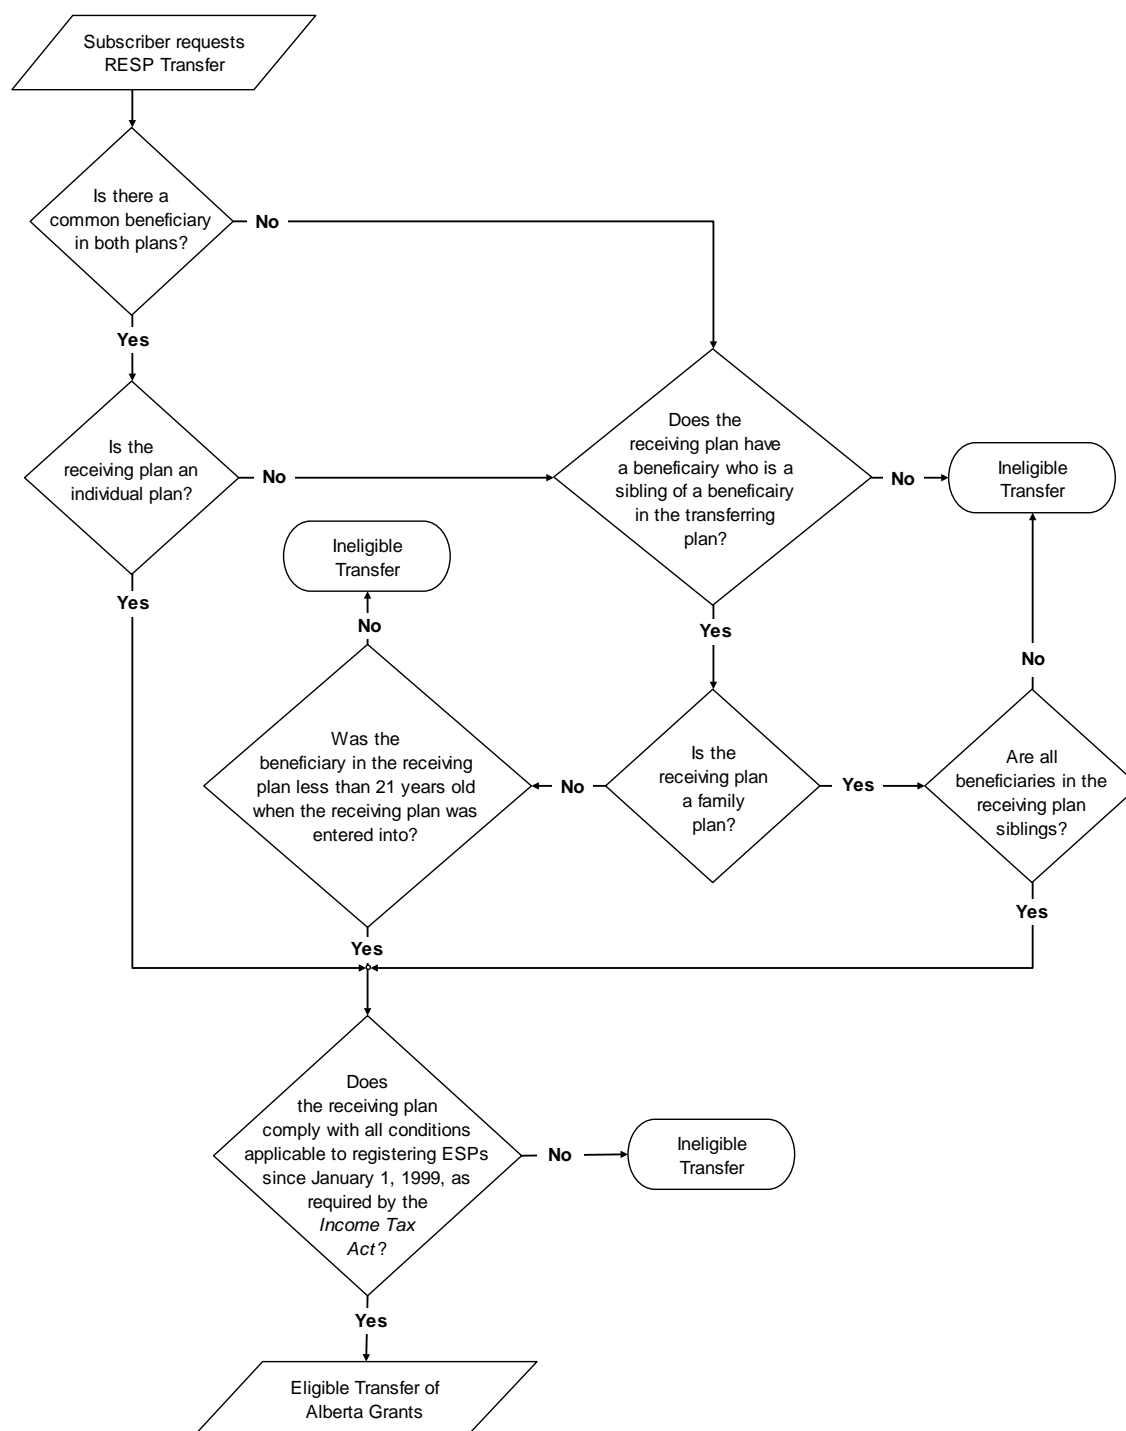 Subscriber requests
RESP Transfer
Is there a
common beneficiary
in both plans?
No
Yes
Is the
receiving plan an
individual plan?
No
Yes
Does the
receiving plan have
a beneficairy who is a
sibling of a beneficairy
in the transferring
plan?
No
Ineligible
Transfer
Yes
Ineligible
Transfer
No
Was the
beneficiary in the receiving
plan less than 21 years old
when the receiving plan was
entered into?
No
Is the
receiving plan
a family
plan?
Yes
No
Are all
beneficiaries in the
receiving plan
siblings?
Yes
Yes
Does
the receiving plan
comply with all conditions
applicable to registering ESPs
since January 1, 1999, as
required by the
Income Tax
Act?
No
Ineligible
Transfer
Yes
Eligible Transfer of
Alberta Grants